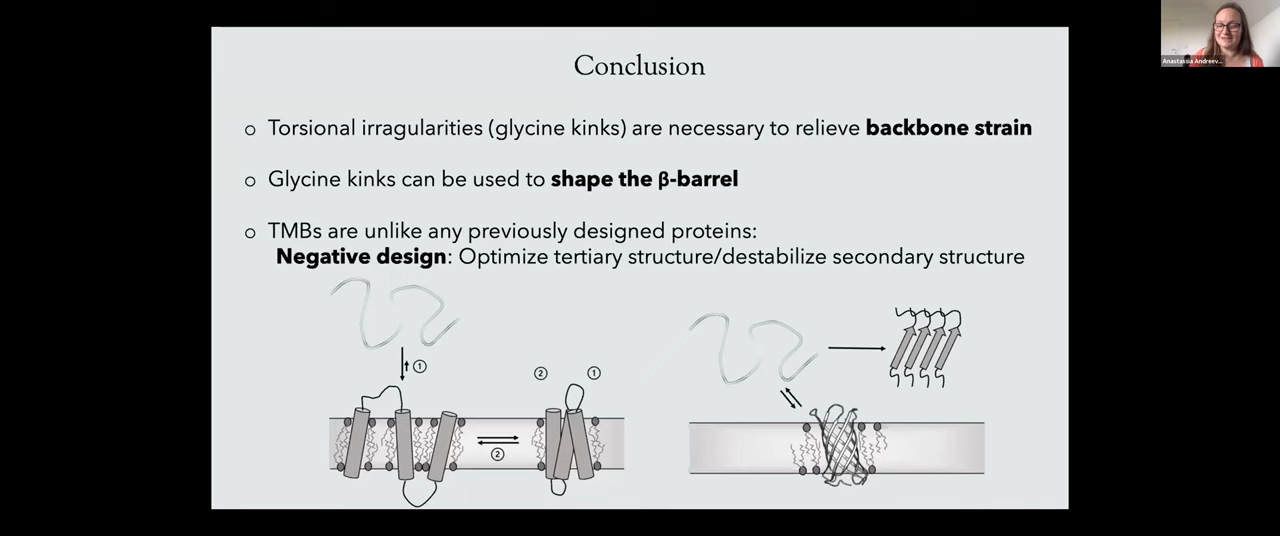 Conclusion
Anastassia Andreev...
○ Torsional irragularities (glycine kinks) are necessary to relieve backbone strain
○ Glycine kinks can be used to shape the β-barrel
○ TMBs are unlike any previously designed proteins:
Negative design: Optimize tertiary structure/destabilize secondary structure
①
② ①
②